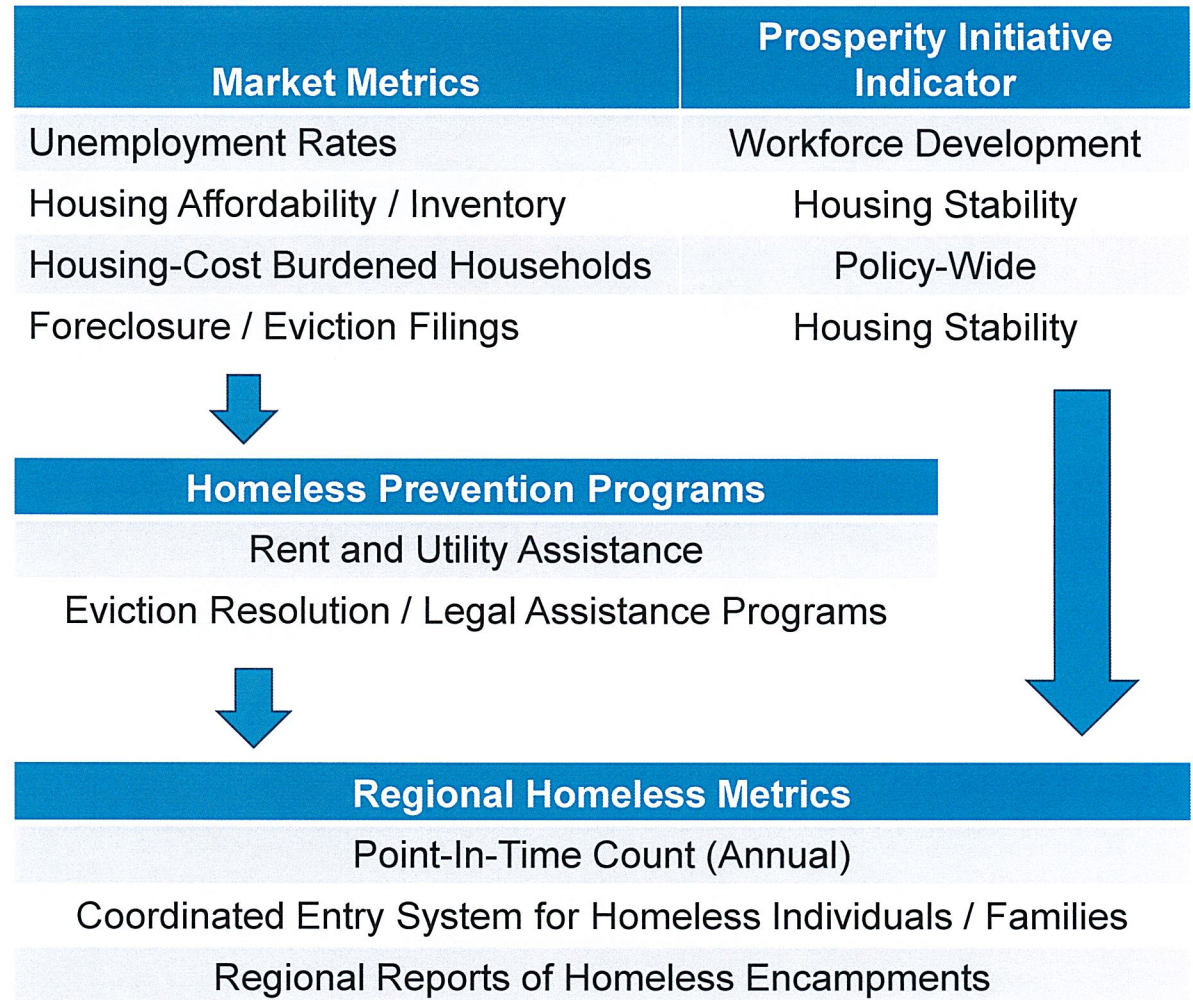 Market Metrics
Prosperity Initiative
Indicator
Unemployment Rates
Workforce Development
Housing Affordability / Inventory
Housing Stability
Housing-Cost Burdened Households
Policy-Wide
Foreclosure / Eviction Filings
Housing Stability
Homeless Prevention Programs
Rent and Utility Assistance
Eviction Resolution / Legal Assistance Programs
Regional Homeless Metrics
Point-In-Time Count (Annual)
Coordinated Entry System for Homeless Individuals / Families
Regional Reports of Homeless Encampments